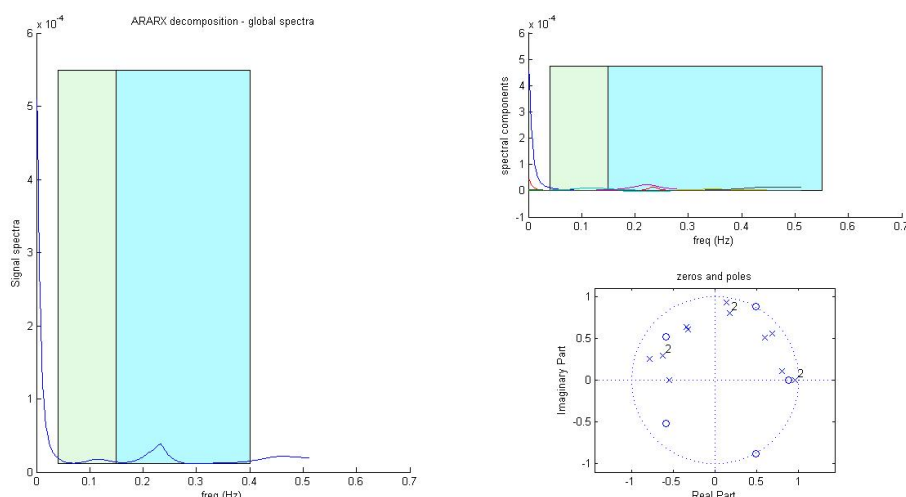 x 10⁻⁴
ARARX decomposition - global spectra
6
5
4
3
2
1
0
Signal spectra
0 0.1 0.2 0.3 0.4 0.5 0.6 0.7
freq (Hz)
x 10⁻⁴
6
5
4
3
2
1
0
-1
spectral components
0 0.1 0.2 0.3 0.4 0.5 0.6 0.7
freq (Hz)
zeros and poles
1
0.5
0
-0.5
-1
Imaginary Part
2
2
2
-1 -0.5 0 0.5 1
Real Part